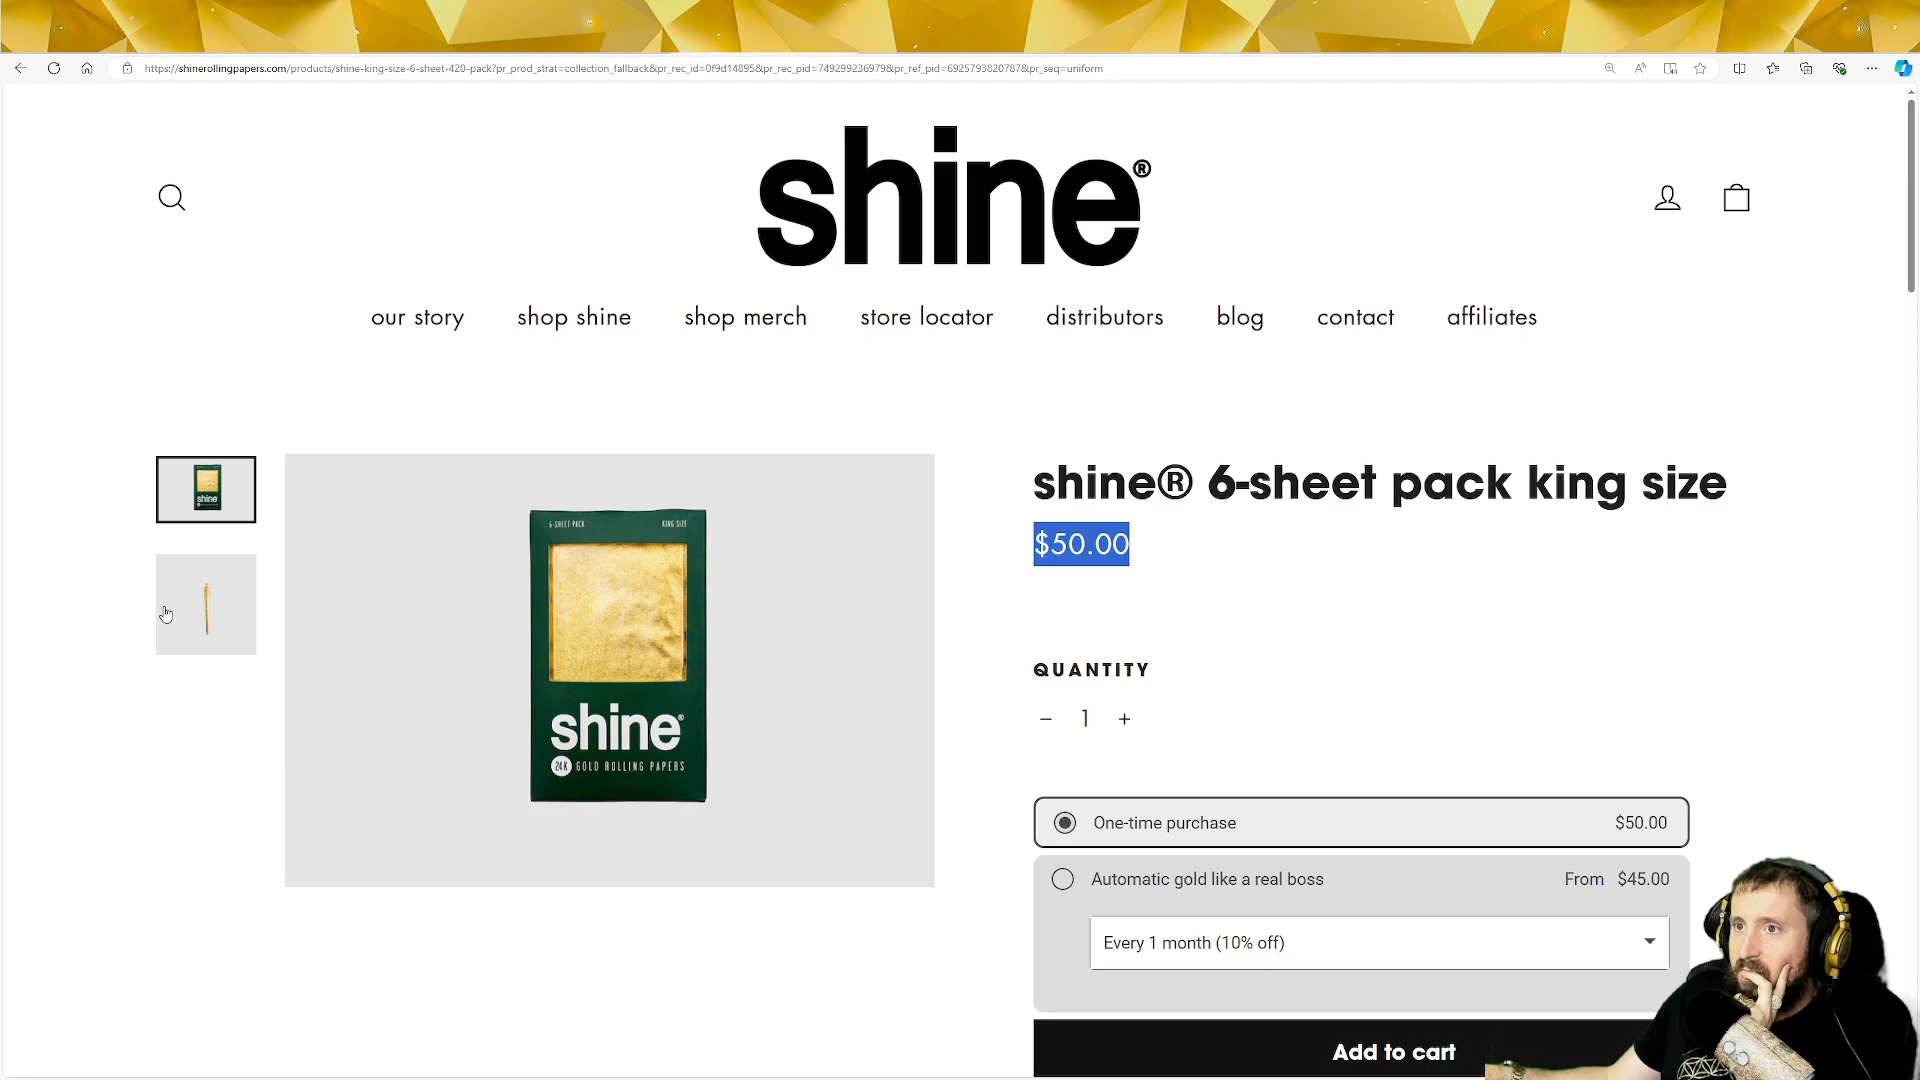 https://shinerollingpapers.com/products/shine-king-size-6-sheet-420-pack?pr_prod_strat=collection_fallback&pr_rec_id=0f9d14895&pr_rec_pid=749299236979&pr_ref_pid=6925793820787&pr_seq=uniform
shine®
our story shop shine shop merch store locator distributors blog contact affiliates
shine® 6-sheet pack king size
$50.00
6-SHEET PACK KING SIZE
shine®
24K GOLD ROLLING PAPERS
shine
QUANTITY
− 1 +
One-time purchase $50.00
Automatic gold like a real boss From $45.00
Every 1 month (10% off)
Add to cart